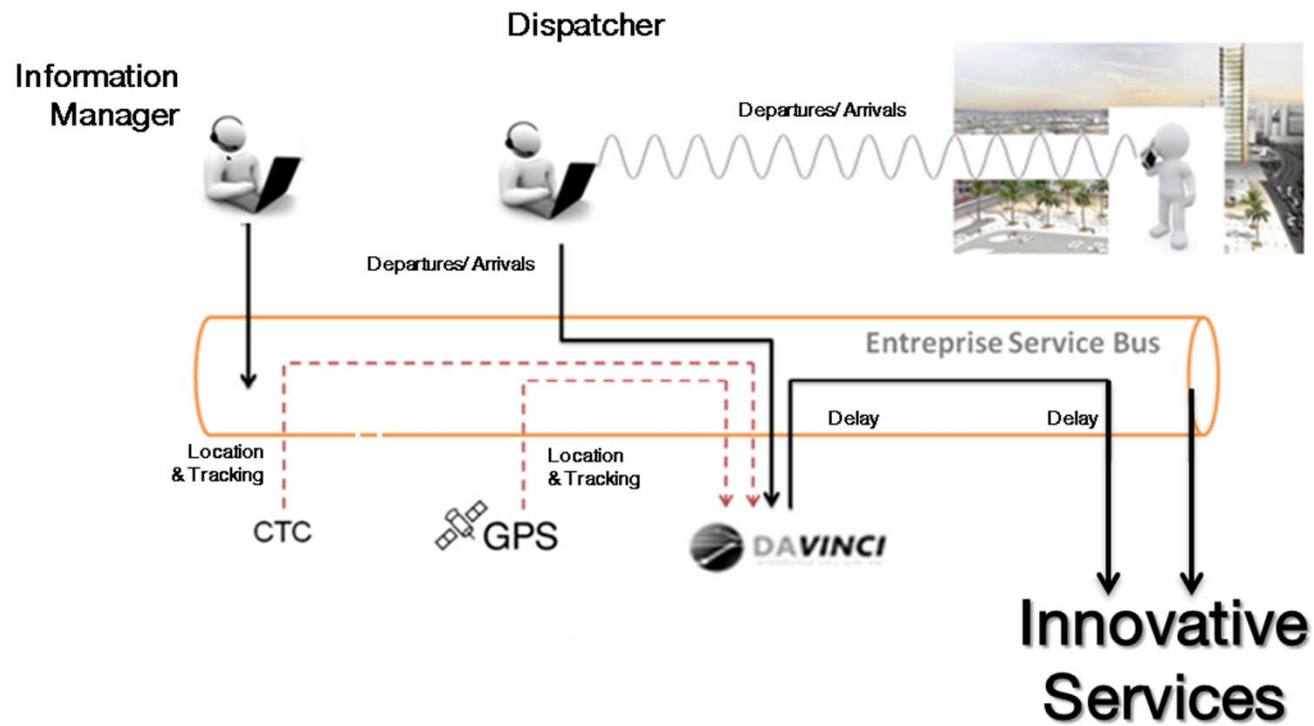 Dispatcher
Information
Manager
Departures/ Arrivals
Departures/ Arrivals
Entreprise Service Bus
Delay
Delay
Location
& Tracking
Location
& Tracking
CTC
GPS
DAVINCI
Innovative
Services